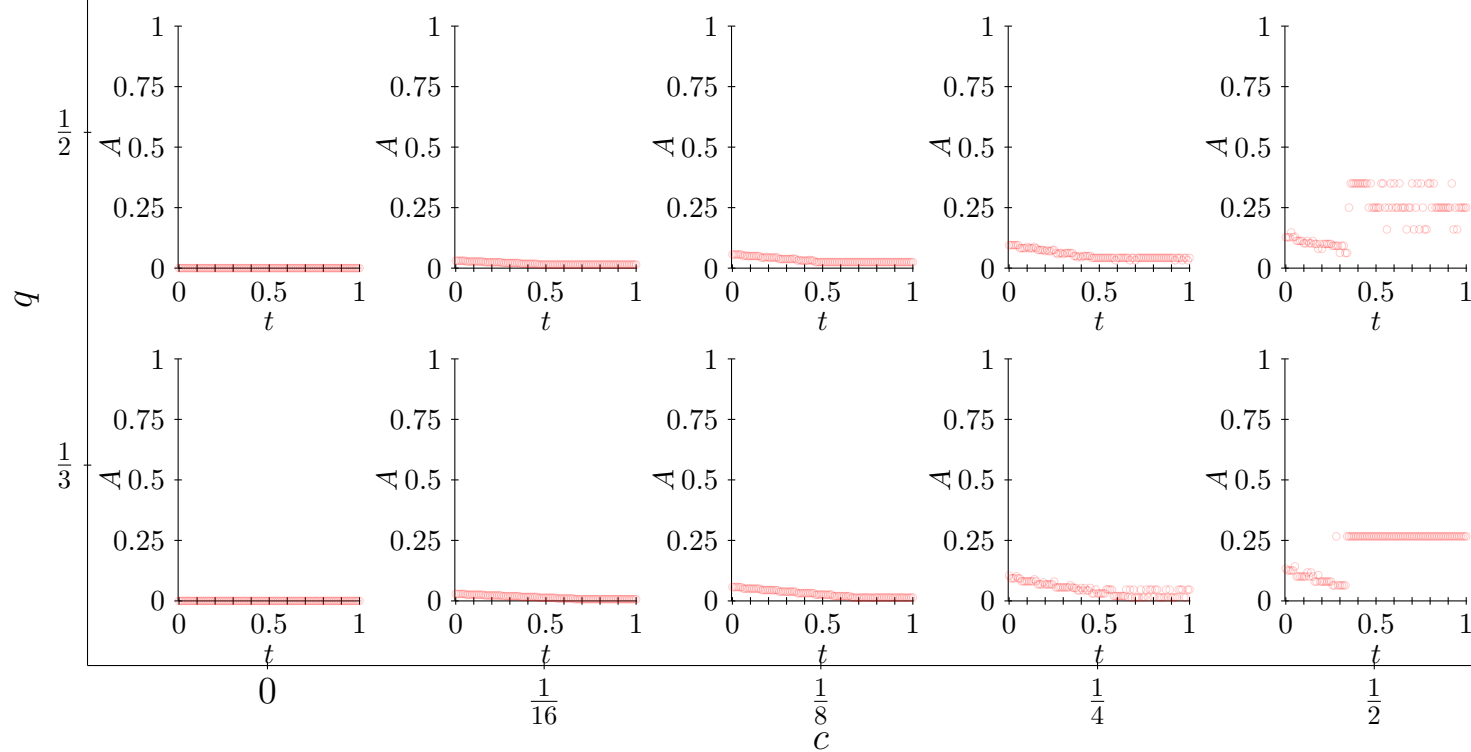 1 1 1 1 1
0.75 0.75 0.75 0.75 0.75
1/2 A 0.5 A 0.5 A 0.5 A 0.5 A 0.5
0.25 0.25 0.25 0.25 0.25
0 0 0 0 0
0 0.5 1 0 0.5 1 0 0.5 1 0 0.5 1 0 0.5 1
q
t t t t t
1 1 1 1 1
0.75 0.75 0.75 0.75 0.75
1/3 A 0.5 A 0.5 A 0.5 A 0.5 A 0.5
0.25 0.25 0.25 0.25 0.25
0 0 0 0 0
0 0.5 1 0 0.5 1 0 0.5 1 0 0.5 1 0 0.5 1
t t t t t
0 1/16 1/8 1/4 1/2
c